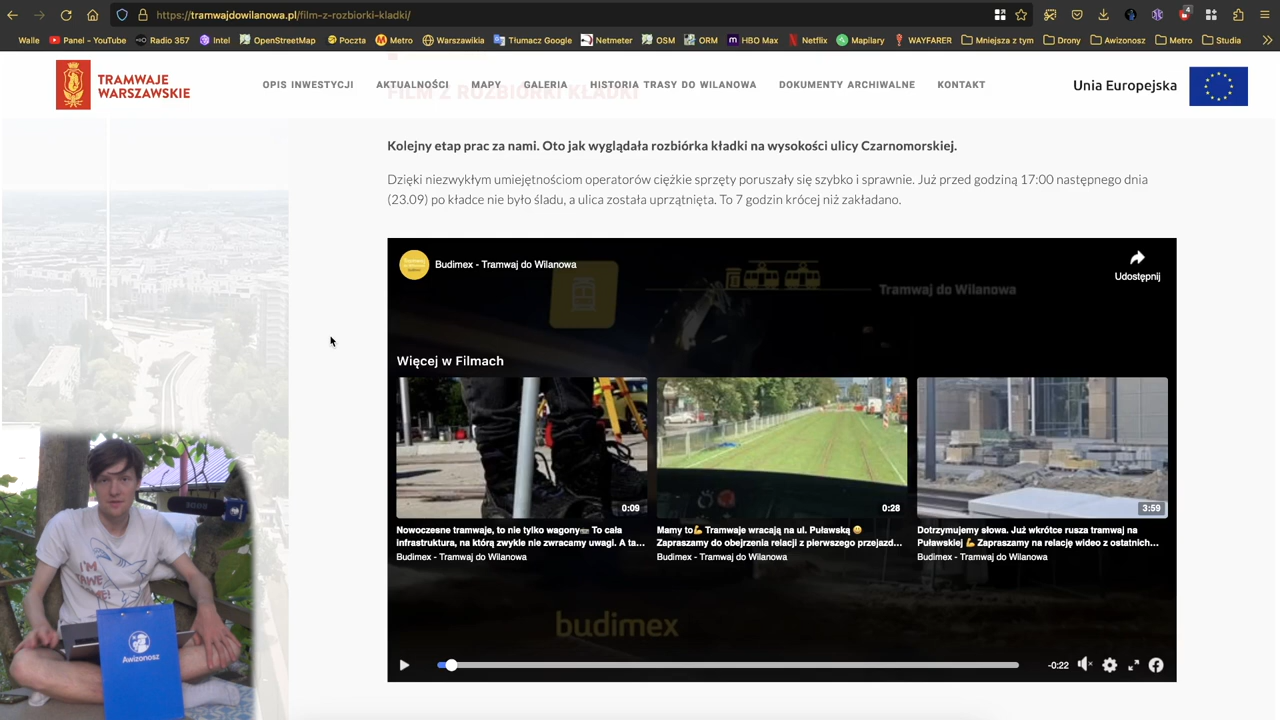 https://tramwajdowilanowa.pl/film-z-rozbiorki-kladki/
4
Walle Panel - YouTube Radio 357 Intel OpenStreetMap Poczta Metro Warszawikia Tłumacz Google Netmeter OSM ORM HBO Max Netflix Mapilary WAYFARER Mniejsza z tym Drony Awizonosz Metro Studia
TRAMWAJE
WARSZAWSKIE
OPIS INWESTYCJI AKTUALNOŚCI MAPY GALERIA HISTORIA TRASY DO WILANOWA DOKUMENTY ARCHIWALNE KONTAKT
Unia Europejska
FILM Z ROZBIÓRKI KŁADKI
Kolejny etap prac za nami. Oto jak wyglądała rozbiórka kładki na wysokości ulicy Czarnomorskiej.
Dzięki niezwykłym umiejętnościom operatorów ciężkie sprzęty poruszały się szybko i sprawnie. Już przed godziną 17:00 następnego dnia
(23.09) po kładce nie było śladu, a ulica została uprzątnięta. To 7 godzin krócej niż zakładano.
Budimex - Tramwaj do Wilanowa
Udostępnij
Tramwaj do Wilanowa
Więcej w Filmach
0:09
0:28
3:59
Nowoczesne tramwaje, to nie tylko wagony🚋 To cała
infrastruktura, na którą zwykle nie zwracamy uwagi. A ta...
Budimex - Tramwaj do Wilanowa
Mamy to💪 Tramwaje wracają na ul. Puławską 😀
Zapraszamy do obejrzenia relacji z pierwszego przejazd...
Budimex - Tramwaj do Wilanowa
Dotrzymujemy słowa. Już wkrótce rusza tramwaj na
Puławskiej 💪 Zapraszamy na relację wideo z ostatnich...
Budimex - Tramwaj do Wilanowa
budimex
-0:22
I'M
Awizonosz